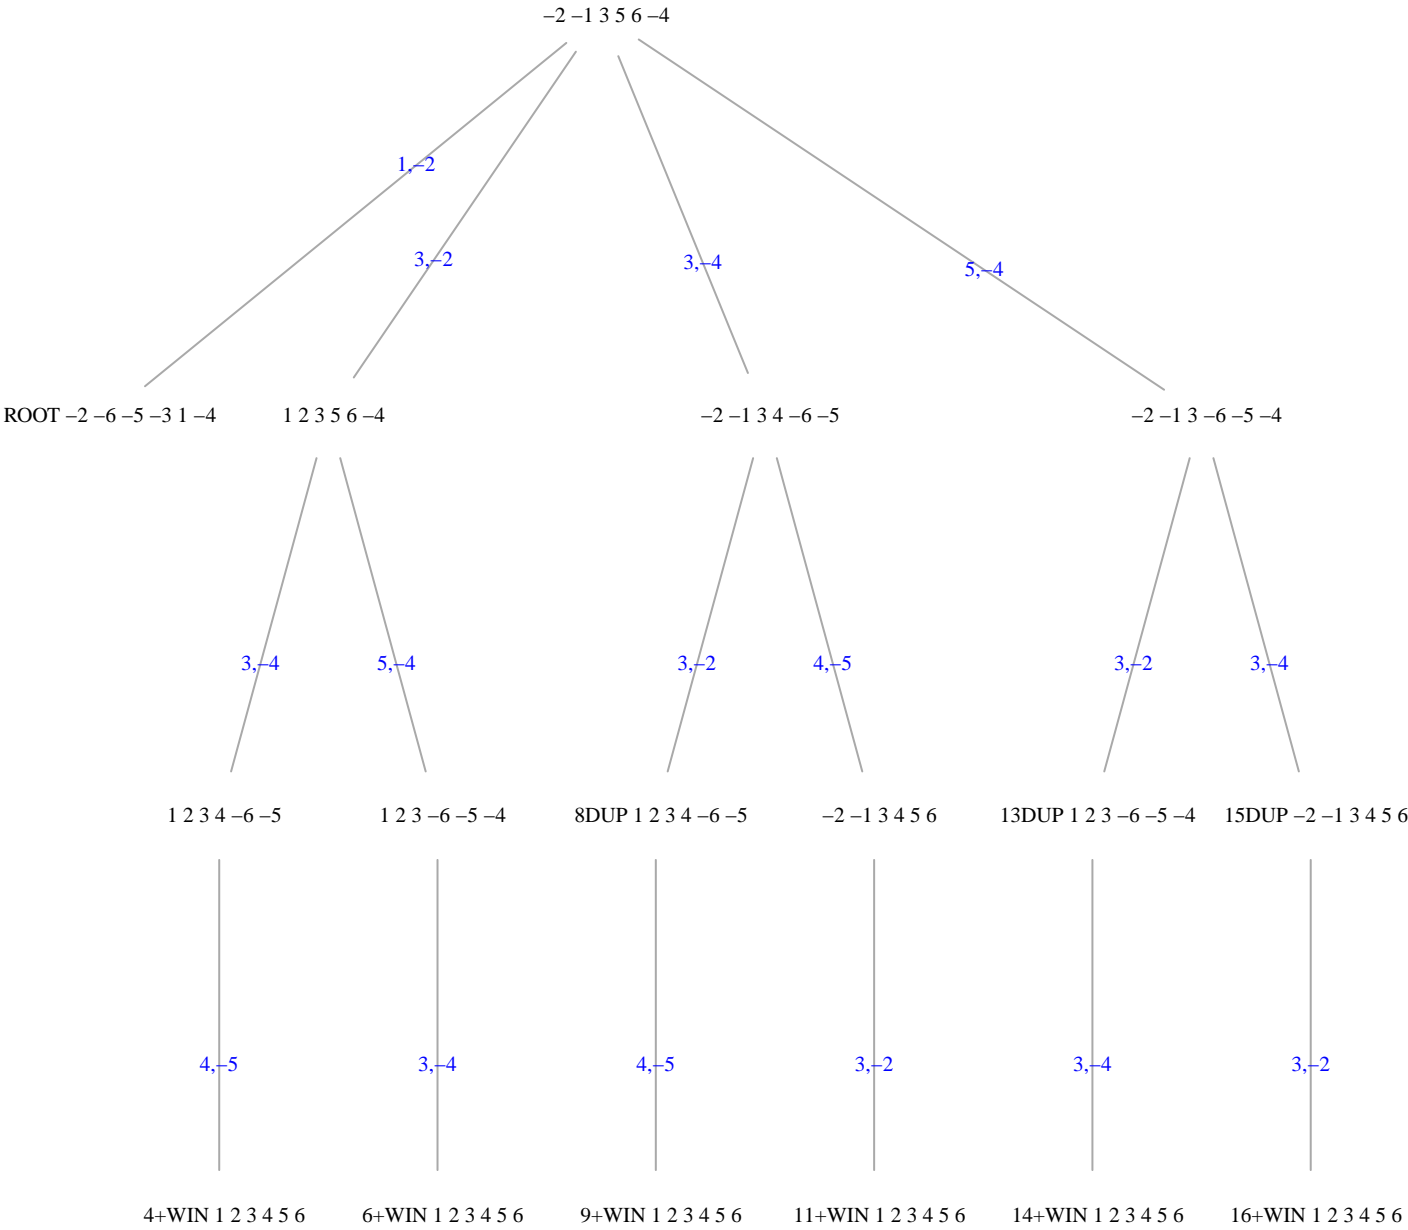 –2 –1 3 5 6 –4
1,–2
3,–2
3,–4
5,–4
ROOT –2 –6 –5 –3 1 –4
1 2 3 5 6 –4
–2 –1 3 4 –6 –5
–2 –1 3 –6 –5 –4
3,–4
5,–4
3,–2
4,–5
3,–2
3,–4
1 2 3 4 –6 –5
1 2 3 –6 –5 –4
8DUP 1 2 3 4 –6 –5
–2 –1 3 4 5 6
13DUP 1 2 3 –6 –5 –4
15DUP –2 –1 3 4 5 6
4,–5
3,–4
4,–5
3,–2
3,–4
3,–2
4+WIN 1 2 3 4 5 6
6+WIN 1 2 3 4 5 6
9+WIN 1 2 3 4 5 6
11+WIN 1 2 3 4 5 6
14+WIN 1 2 3 4 5 6
16+WIN 1 2 3 4 5 6